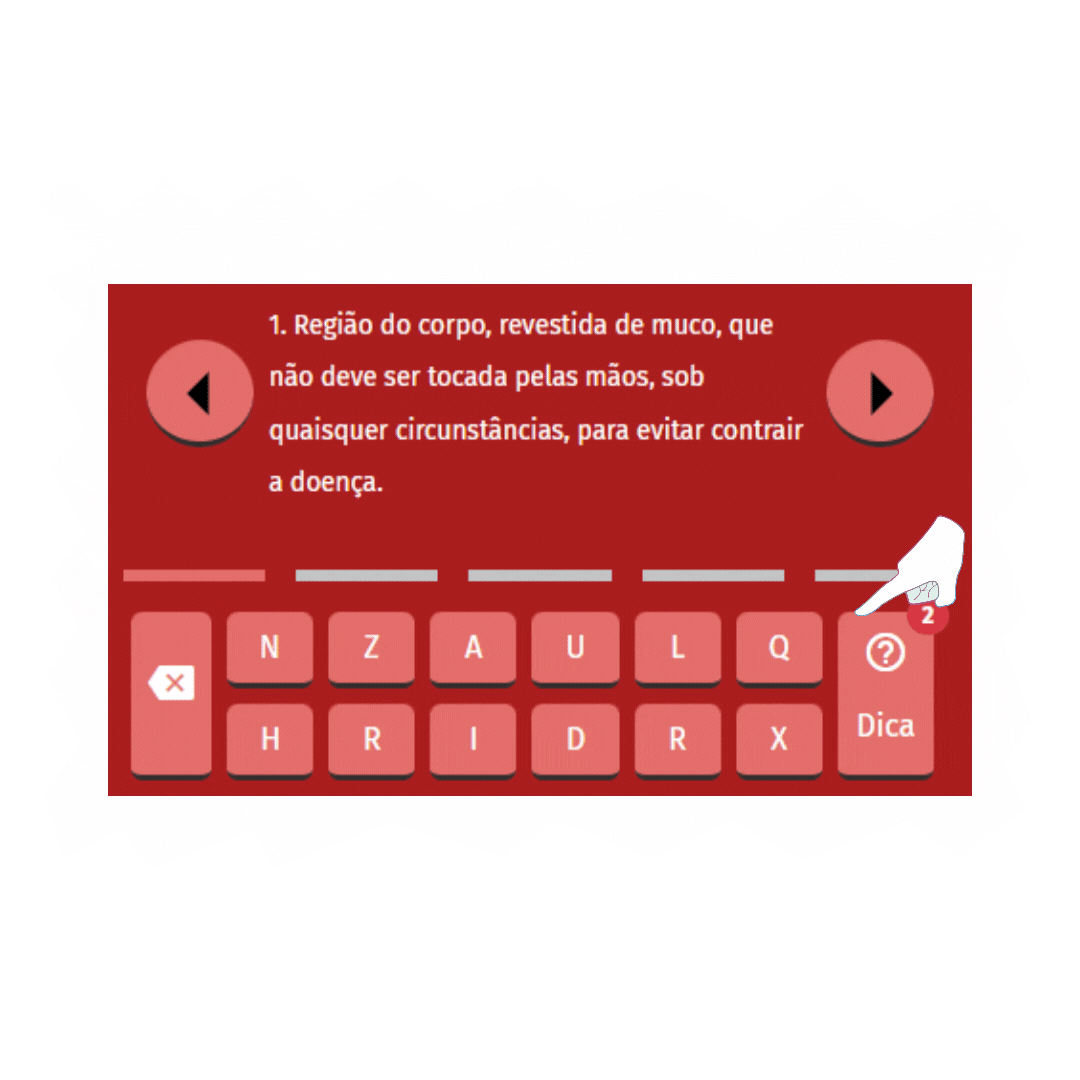 1. Região do corpo, revestida de muco, que
não deve ser tocada pelas mãos, sob
quaisquer circunstâncias, para evitar contrair
a doença.
2
N Z A U L Q
H R I D R X
Dica